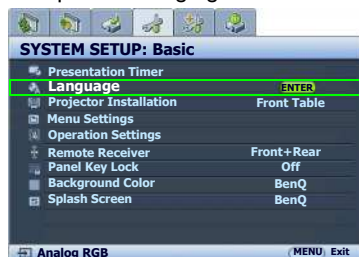 SYSTEM SETUP: Basic
Presentation Timer
Language ENTER
Projector Installation Front Table
Menu Settings
Operation Settings
Remote Receiver Front+Rear
Panel Key Lock Off
Background Color BenQ
Splash Screen BenQ
Analog RGB MENU Exit